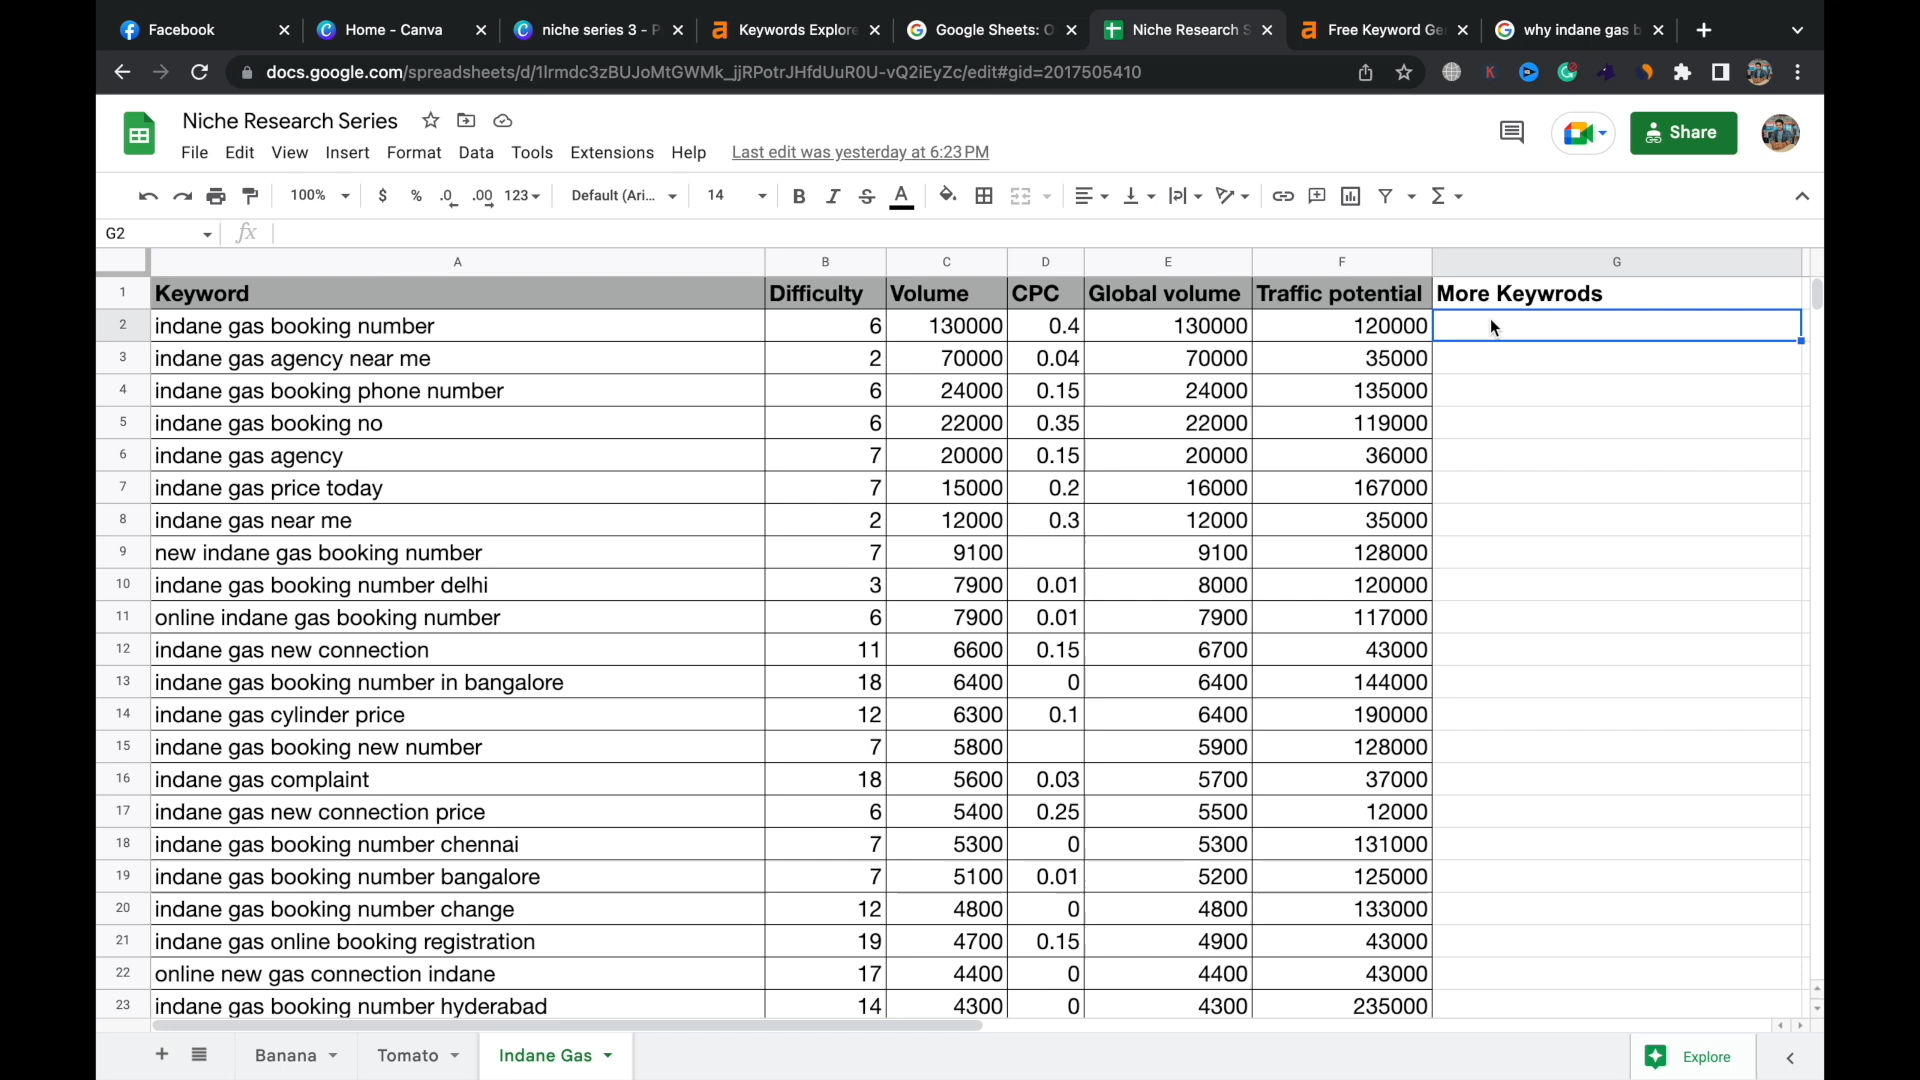 Facebook
Home - Canva
niche series 3 - P
Keywords Explore
Google Sheets: O
Niche Research S
Free Keyword Ge
why indane gas b
docs.google.com/spreadsheets/d/1Irmdc3zBUJoMtGWMk_jjRPotrJHfdUuR0U-vQ2iEyZc/edit#gid=2017505410
Niche Research Series
File Edit View Insert Format Data Tools Extensions Help Last edit was yesterday at 6:23 PM
Share
100% $ % .0 .00 123 Default (Ari... 14 B I S A
G2 fx
A B C D E F G
1 Keyword Difficulty Volume CPC Global volume Traffic potential More Keywrods
2 indane gas booking number 6 130000 0.4 130000 120000
3 indane gas agency near me 2 70000 0.04 70000 35000
4 indane gas booking phone number 6 24000 0.15 24000 135000
5 indane gas booking no 6 22000 0.35 22000 119000
6 indane gas agency 7 20000 0.15 20000 36000
7 indane gas price today 7 15000 0.2 16000 167000
8 indane gas near me 2 12000 0.3 12000 35000
9 new indane gas booking number 7 9100 9100 128000
10 indane gas booking number delhi 3 7900 0.01 8000 120000
11 online indane gas booking number 6 7900 0.01 7900 117000
12 indane gas new connection 11 6600 0.15 6700 43000
13 indane gas booking number in bangalore 18 6400 0 6400 144000
14 indane gas cylinder price 12 6300 0.1 6400 190000
15 indane gas booking new number 7 5800 5900 128000
16 indane gas complaint 18 5600 0.03 5700 37000
17 indane gas new connection price 6 5400 0.25 5500 12000
18 indane gas booking number chennai 7 5300 0 5300 131000
19 indane gas booking number bangalore 7 5100 0.01 5200 125000
20 indane gas booking number change 12 4800 0 4800 133000
21 indane gas online booking registration 19 4700 0.15 4900 43000
22 online new gas connection indane 17 4400 0 4400 43000
23 indane gas booking number hyderabad 14 4300 0 4300 235000
Banana Tomato Indane Gas Explore